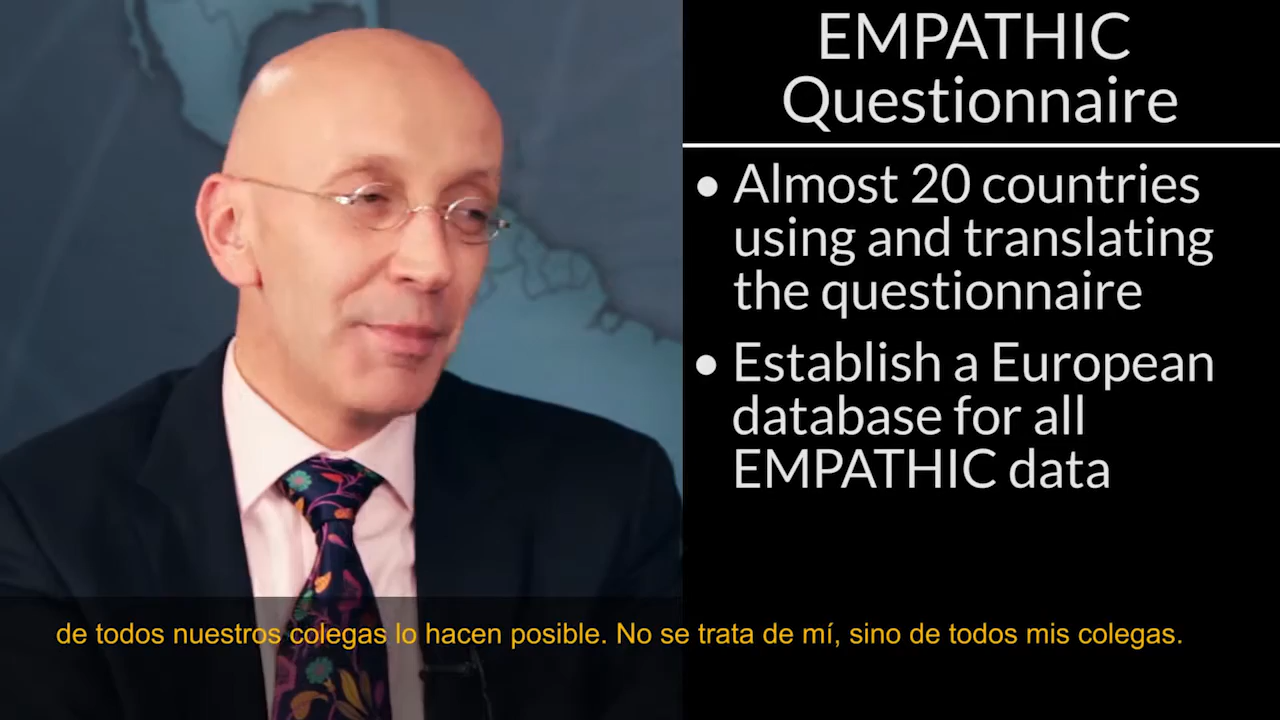 EMPATHIC
Questionnaire
• Almost 20 countries
using and translating
the questionnaire
• Establish a European
database for all
EMPATHIC data
de todos nuestros colegas lo hacen posible. No se trata de mí, sino de todos mis colegas.